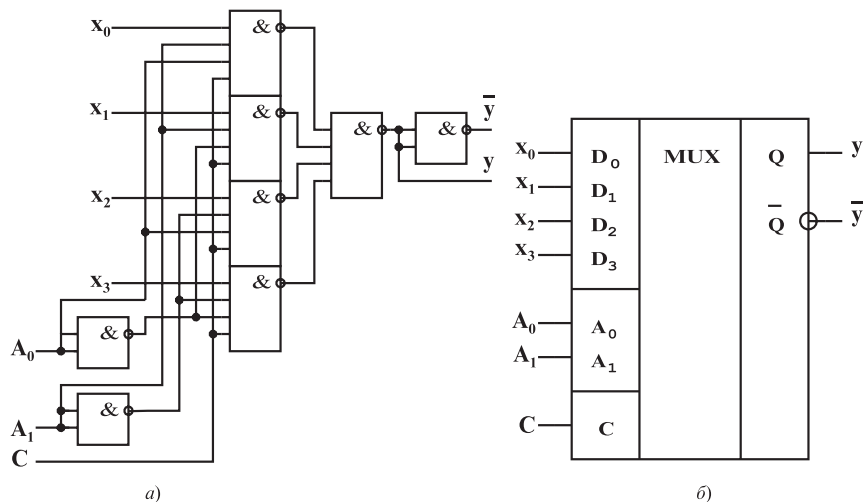 x₀
&
x₁
&
&
&
ȳ
y
x₂
&
x₃
&
A₀
&
A₁
&
C
а)
x₀
x₁
x₂
x₃
A₀
A₁
C
D₀
D₁
D₂
D₃
A₀
A₁
C
MUX
Q
Q̄
y
ȳ
б)